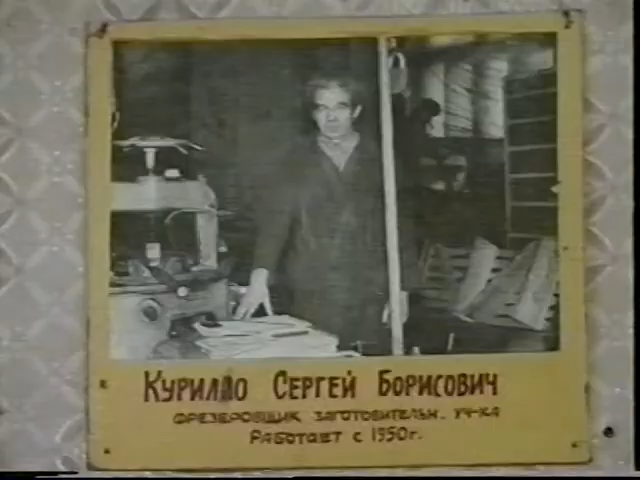 Курилло Сергей Борисович
фрезеровщик заготовительн. уч-ка
Работает с 1950г.